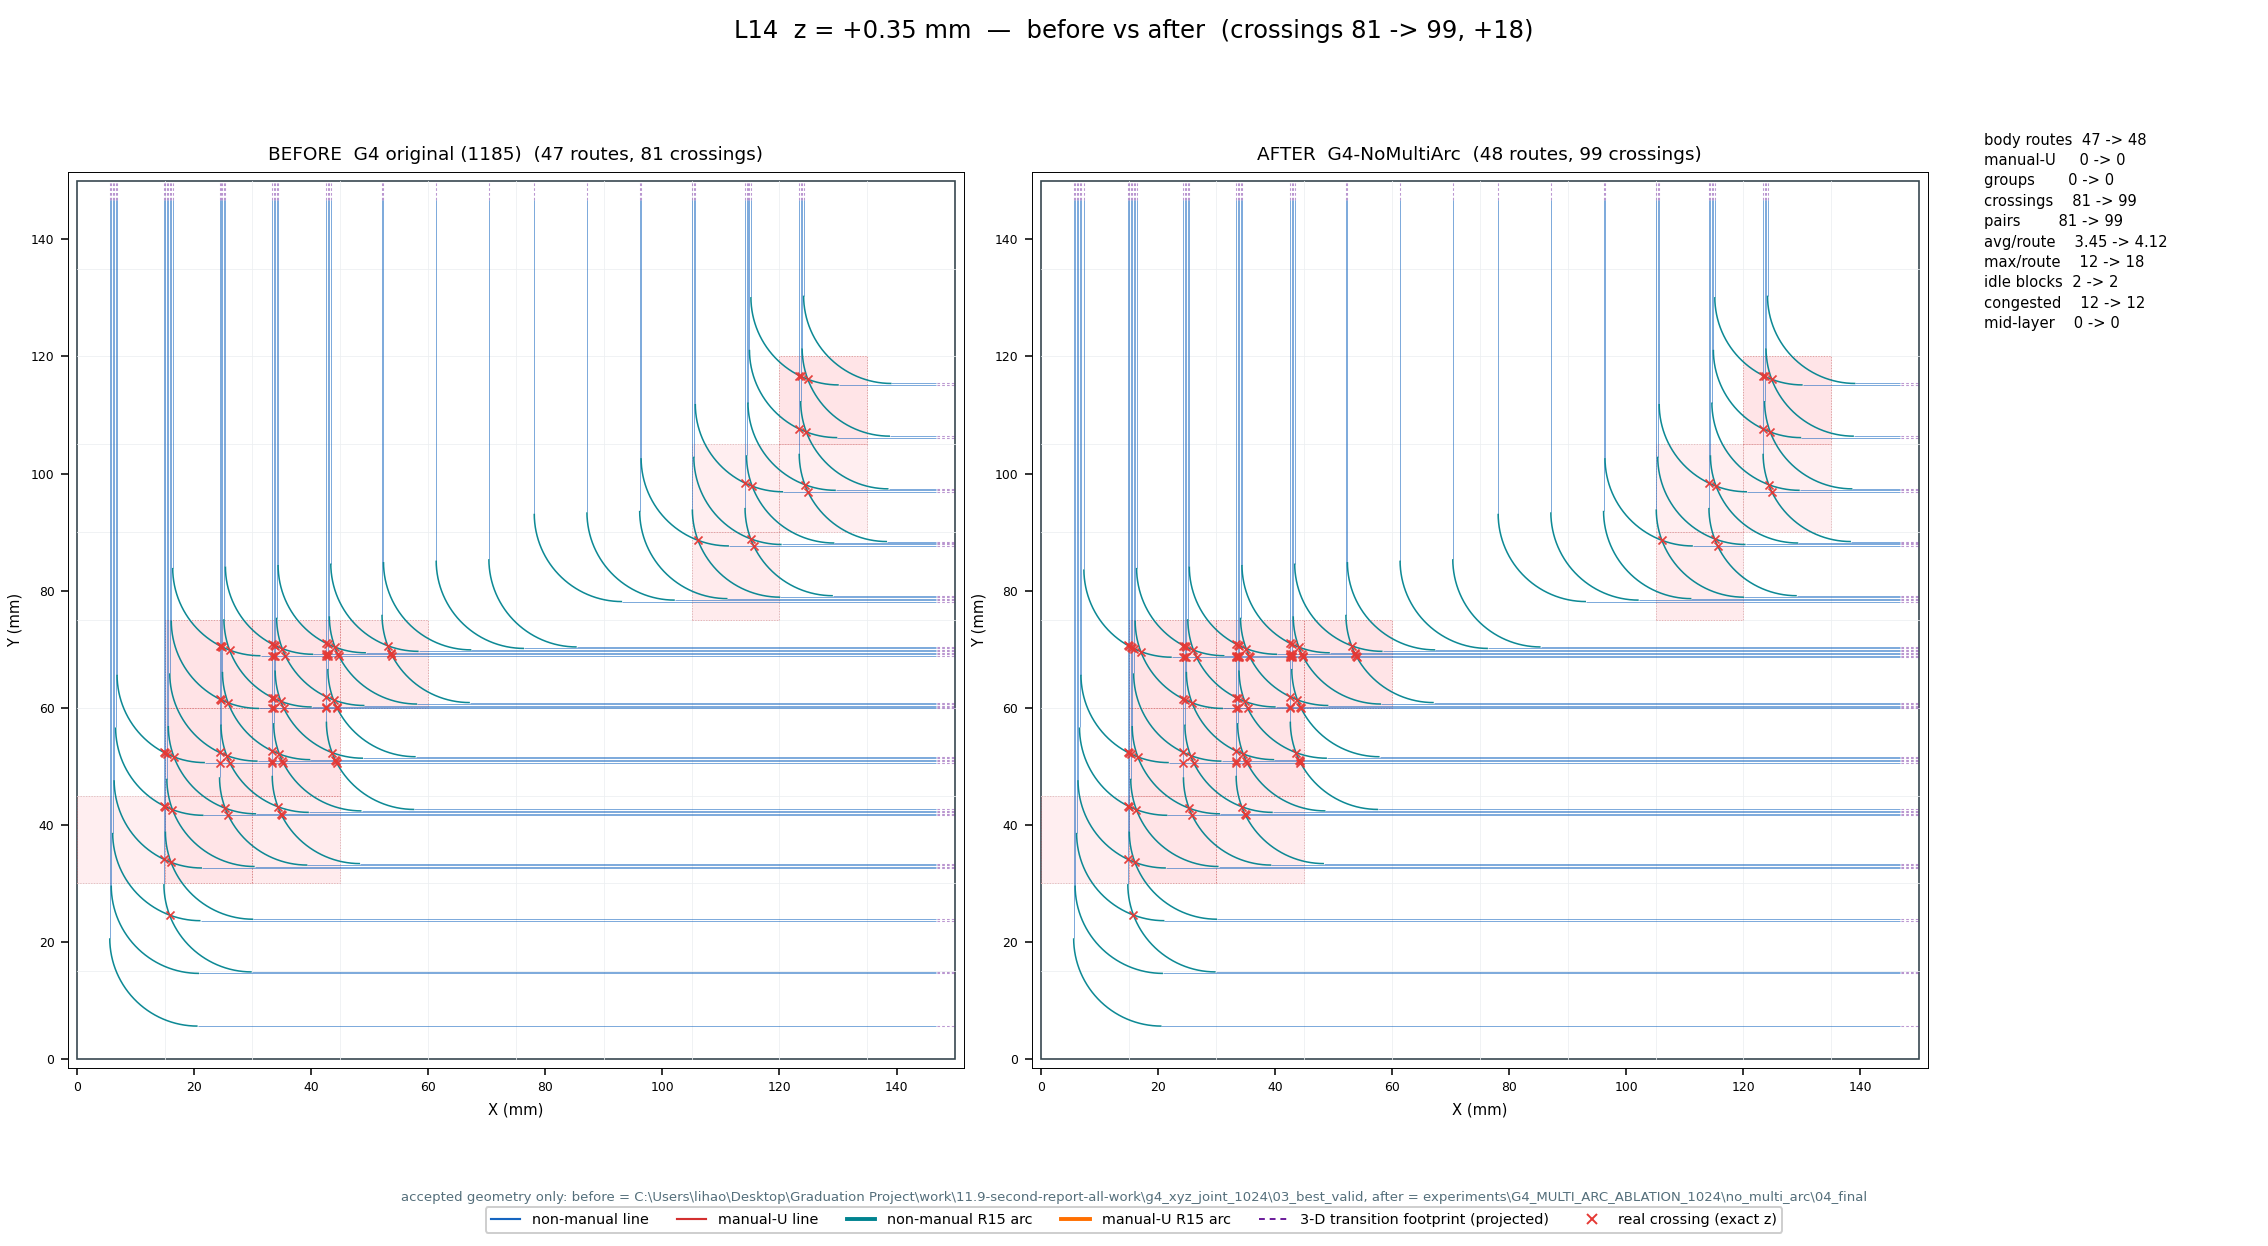 L14 z = +0.35 mm — before vs after (crossings 81 -> 99, +18)
BEFORE G4 original (1185) (47 routes, 81 crossings)
AFTER G4-NoMultiArc (48 routes, 99 crossings)
body routes 47 -> 48
manual-U 0 -> 0
groups 0 -> 0
crossings 81 -> 99
pairs 81 -> 99
avg/route 3.45 -> 4.12
max/route 12 -> 18
idle blocks 2 -> 2
congested 12 -> 12
mid-layer 0 -> 0
Y (mm)
140
120
100
80
60
40
20
0
0 20 40 60 80 100 120 140
X (mm)
Y (mm)
140
120
100
80
60
40
20
0
0 20 40 60 80 100 120 140
X (mm)
accepted geometry only: before = C:\Users\lihao\Desktop\Graduation Project\work\11.9-second-report-all-work\g4_xyz_joint_1024\03_best_valid, after = experiments\G4_MULTI_ARC_ABLATION_1024\no_multi_arc\04_final
non-manual line manual-U line non-manual R15 arc manual-U R15 arc 3-D transition footprint (projected) real crossing (exact z)